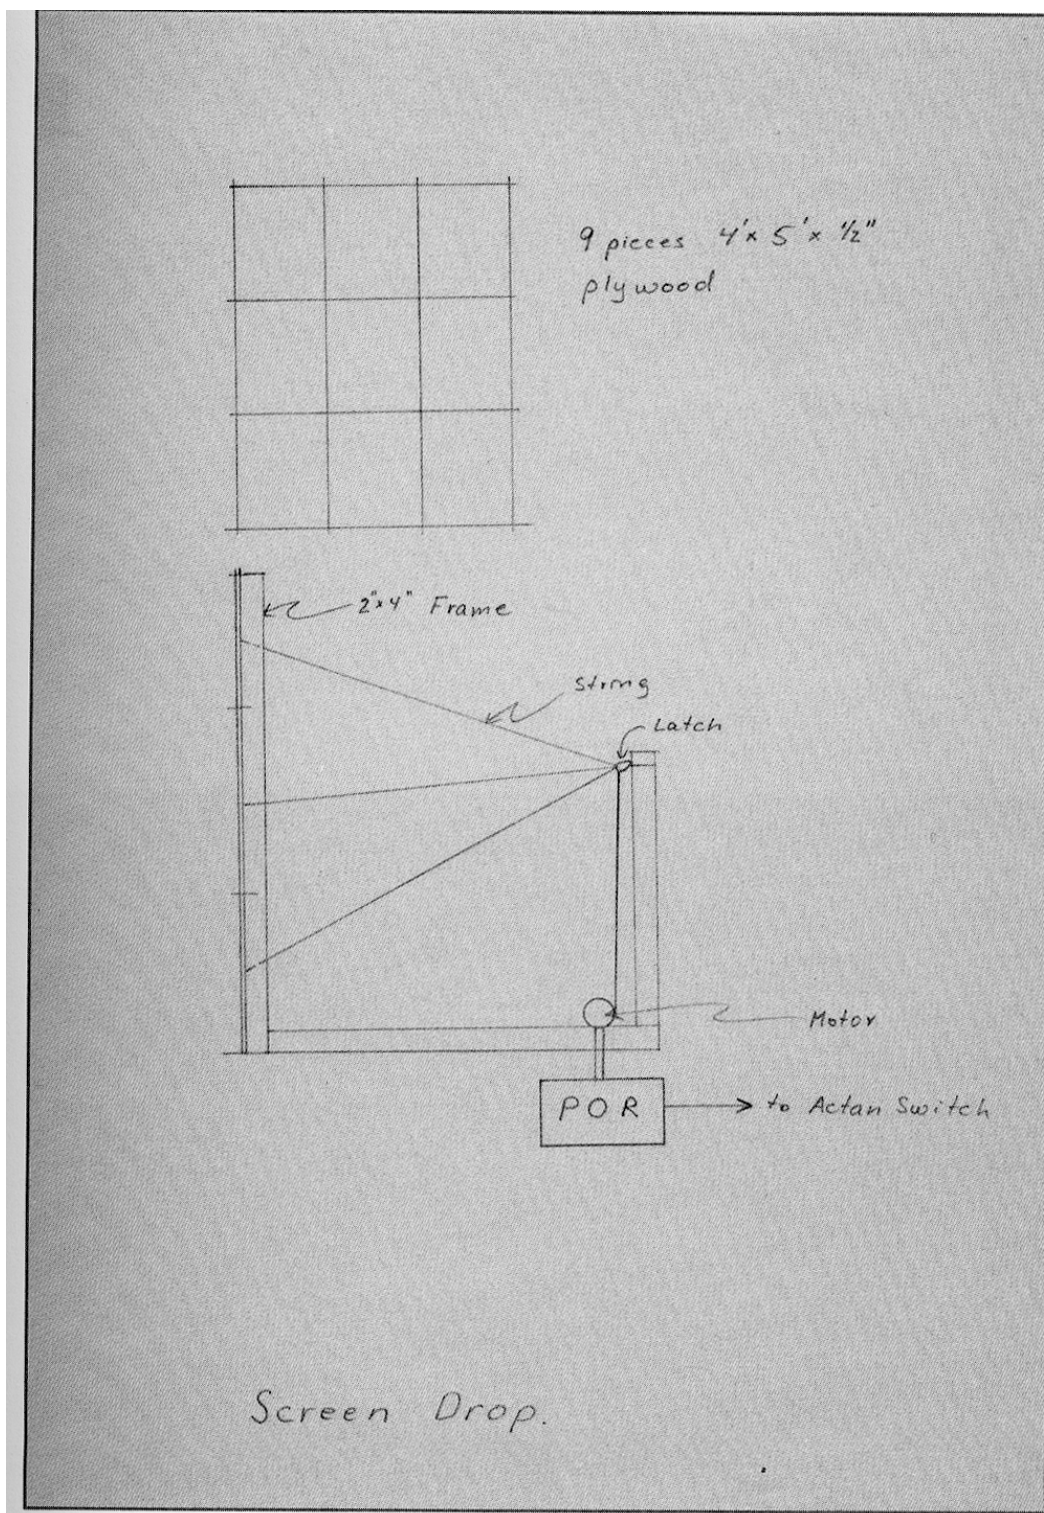 9 pieces 4'x 5'x 1/2"
plywood
2"x4" Frame
String
Latch
Motor
POR
to Actan Switch
Screen Drop.